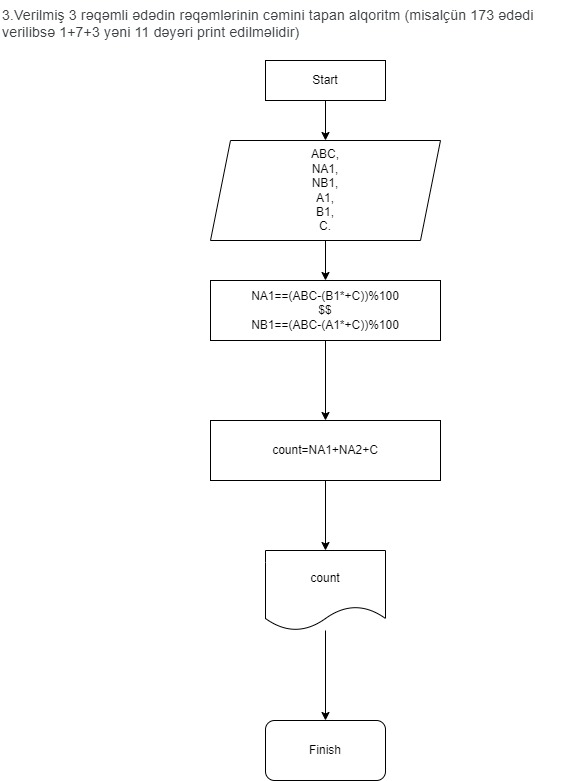 3.Verilmiş 3 rəqəmli ədədin rəqəmlərinin cəmini tapan alqoritm (misalçün 173 ədədi
verilibsə 1+7+3 yəni 11 dəyəri print edilməlidir)
Start
ABC,
NA1,
NB1,
A1,
B1,
C.
NA1==(ABC-(B1*+C))%100
$$
NB1==(ABC-(A1*+C))%100
count=NA1+NA2+C
count
Finish